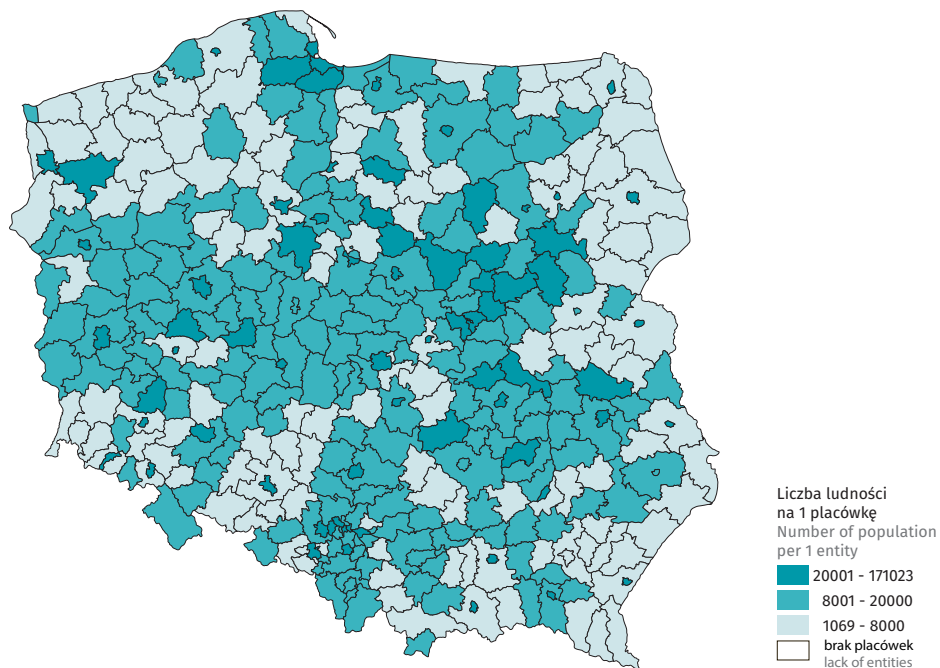 Liczba ludności
na 1 placówkę
Number of population
per 1 entity
20001 - 171023
8001 - 20000
1069 - 8000
brak placówek
lack of entities